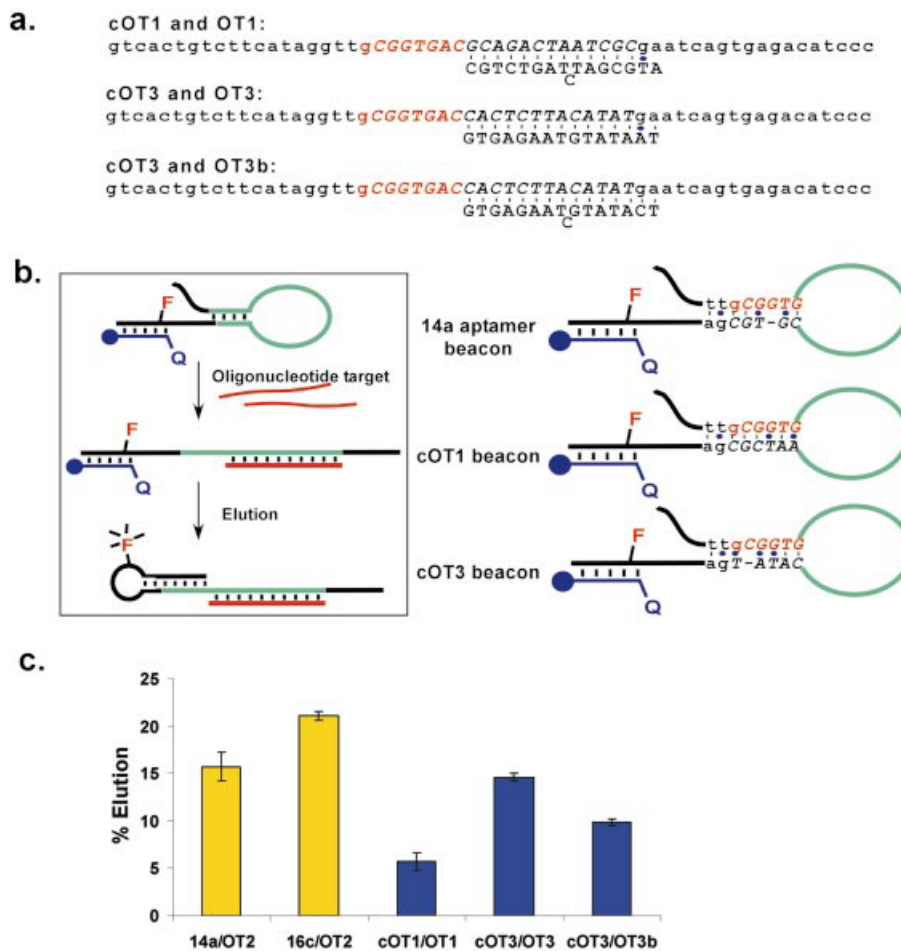 a.
cOT1 and OT1:
gtcactgtcttcataggttgCGGTGACGCAGACTAATCGCgaatcagtgagacatccc
CGTCTGATTAGCGTA
C
cOT3 and OT3:
gtcactgtcttcataggttgCGGTGACCACTCTTACATATgaatcagtgagacatccc
GTGAGAATGTATAAT
cOT3 and OT3b:
gtcactgtcttcataggttgCGGTGACCACTCTTACATATgaatcagtgagacatccc
GTGAGAATGTATACT
C
b.
F
Q
Oligonucleotide target
F
Q
Elution
F
14a aptamer
beacon
F
Q
ttgCGGTG
agCGT-GC
cOT1 beacon
F
Q
ttgCGGTG
agCGCTAA
cOT3 beacon
F
Q
ttgCGGTG
agT-ATAC
c.
% Elution
25
20
15
10
5
0
14a/OT2 16c/OT2 cOT1/OT1 cOT3/OT3 cOT3/OT3b